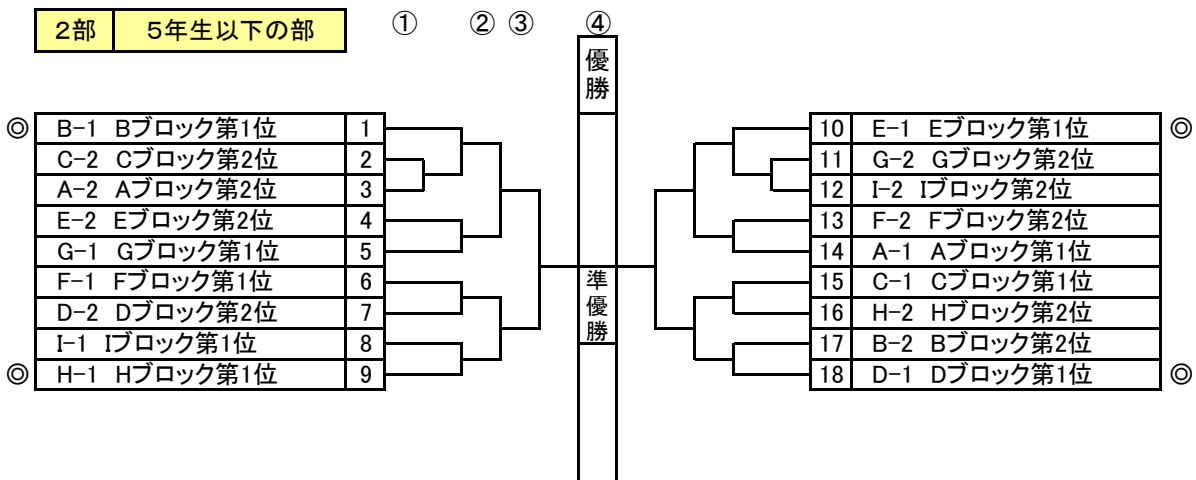 ２部 ５年生以下の部 ① ② ③ ④
優勝
◎ B-1 Bブロック第1位 1
C-2 Cブロック第2位 2
A-2 Aブロック第2位 3
E-2 Eブロック第2位 4
G-1 Gブロック第1位 5
F-1 Fブロック第1位 6
D-2 Dブロック第2位 7
I-1 Iブロック第1位 8
◎ H-1 Hブロック第1位 9
準優勝
10 E-1 Eブロック第1位 ◎
11 G-2 Gブロック第2位
12 I-2 Iブロック第2位
13 F-2 Fブロック第2位
14 A-1 Aブロック第1位
15 C-1 Cブロック第1位
16 H-2 Hブロック第2位
17 B-2 Bブロック第2位
18 D-1 Dブロック第1位 ◎